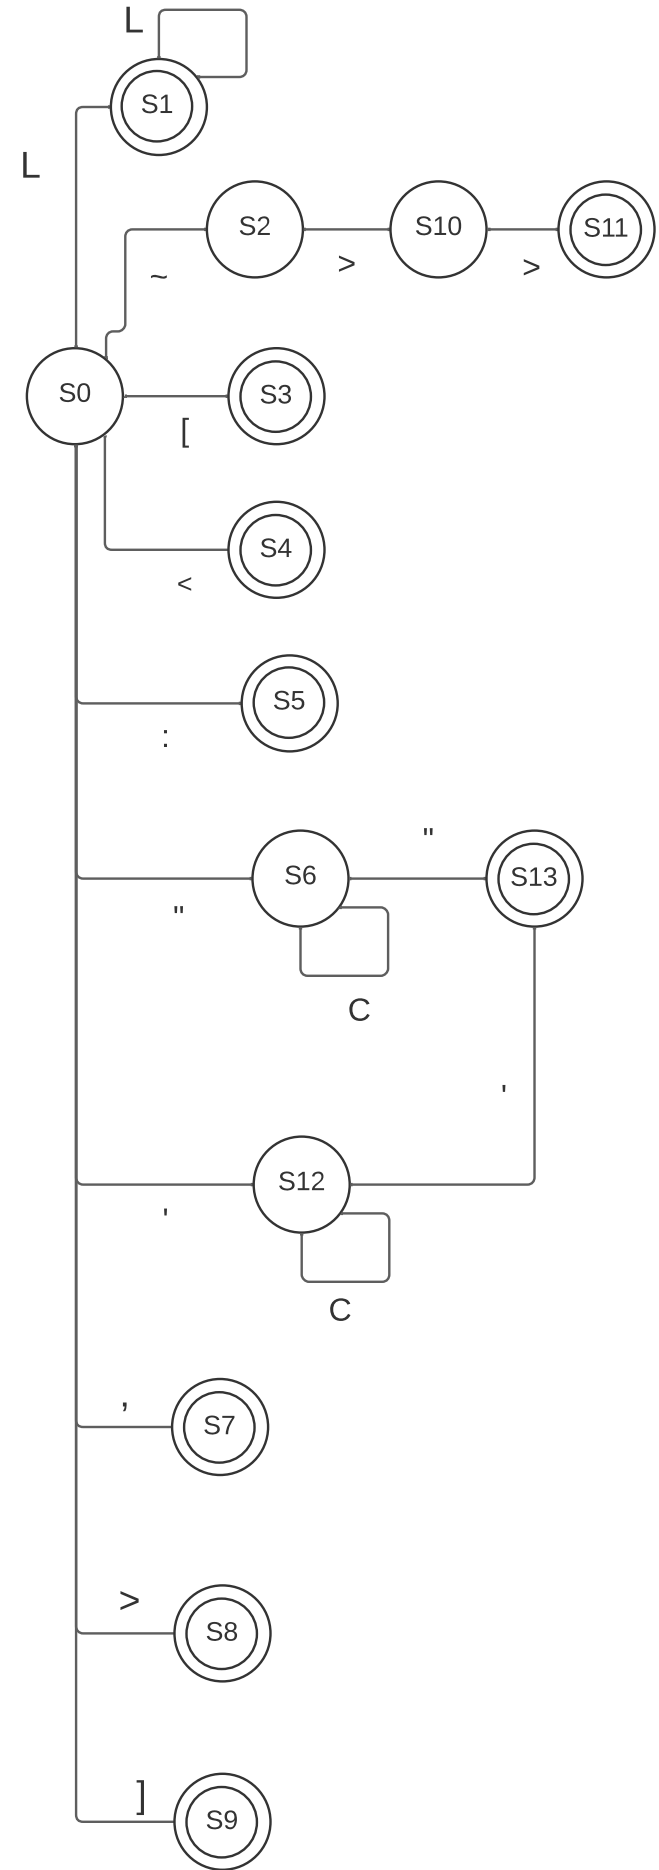 L
S1
L
S2
S10
S11
~
>
>
S0
S3
[
S4
<
S5
:
"
S6
S13
"
C
'
S12
'
C
,
S7
>
S8
]
S9